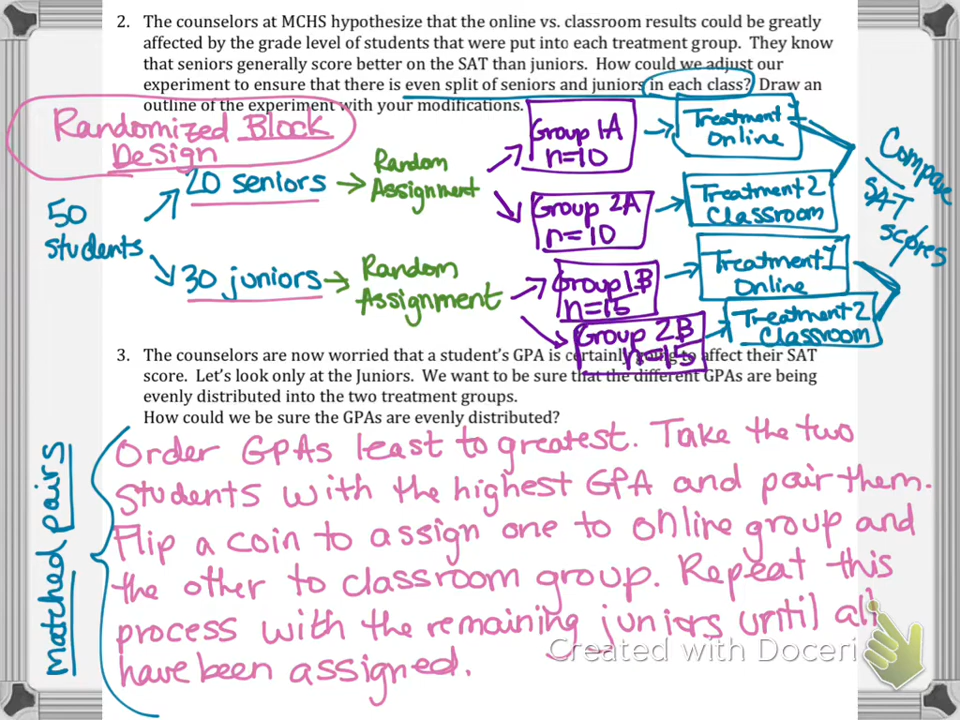 2. The counselors at MCHS hypothesize that the online vs. classroom results could be greatly
affected by the grade level of students that were put into each treatment group. They know
that seniors generally score better on the SAT than juniors. How could we adjust our
experiment to ensure that there is even split of seniors and juniors in each class? Draw an
outline of the experiment with your modifications.
Randomized Block
Design
50
students
20 seniors
Random
Assignment
Group 1A
n=10
Treatment 1
Online
Group 2A
n=10
Treatment 2
Classroom
30 juniors
Random
Assignment
Group 1B
n=15
Treatment 1
Online
Group 2B
n=15
Treatment 2
Classroom
Compare
SAT
scores
3. The counselors are now worried that a student's GPA is certainly going to affect their SAT
score. Let's look only at the Juniors. We want to be sure that the different GPAs are being
evenly distributed into the two treatment groups.
How could we be sure the GPAs are evenly distributed?
matched pairs
Order GPAs least to greatest. Take the two
students with the highest GPA and pair them.
Flip a coin to assign one to online group and
the other to classroom group. Repeat this
process with the remaining juniors until all
have been assigned.
Created with Doceri